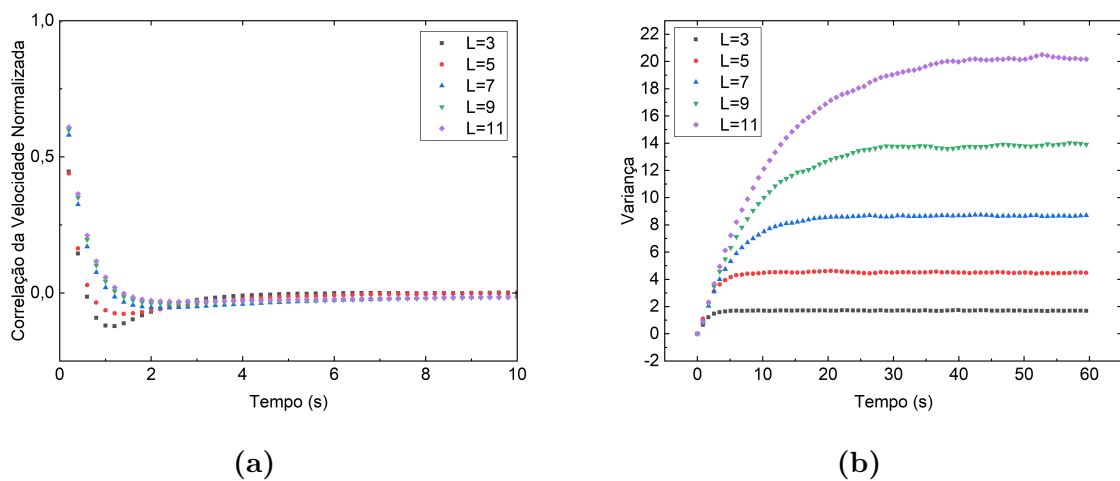 1,0
0,5
0,0
Correlação da Velocidade Normalizada
L=3
L=5
L=7
L=9
L=11
0 2 4 6 8 10
Tempo (s)
(a)
22
20
18
16
14
12
10
8
6
4
2
0
-2
Variança
L=3
L=5
L=7
L=9
L=11
0 10 20 30 40 50 60
Tempo (s)
(b)